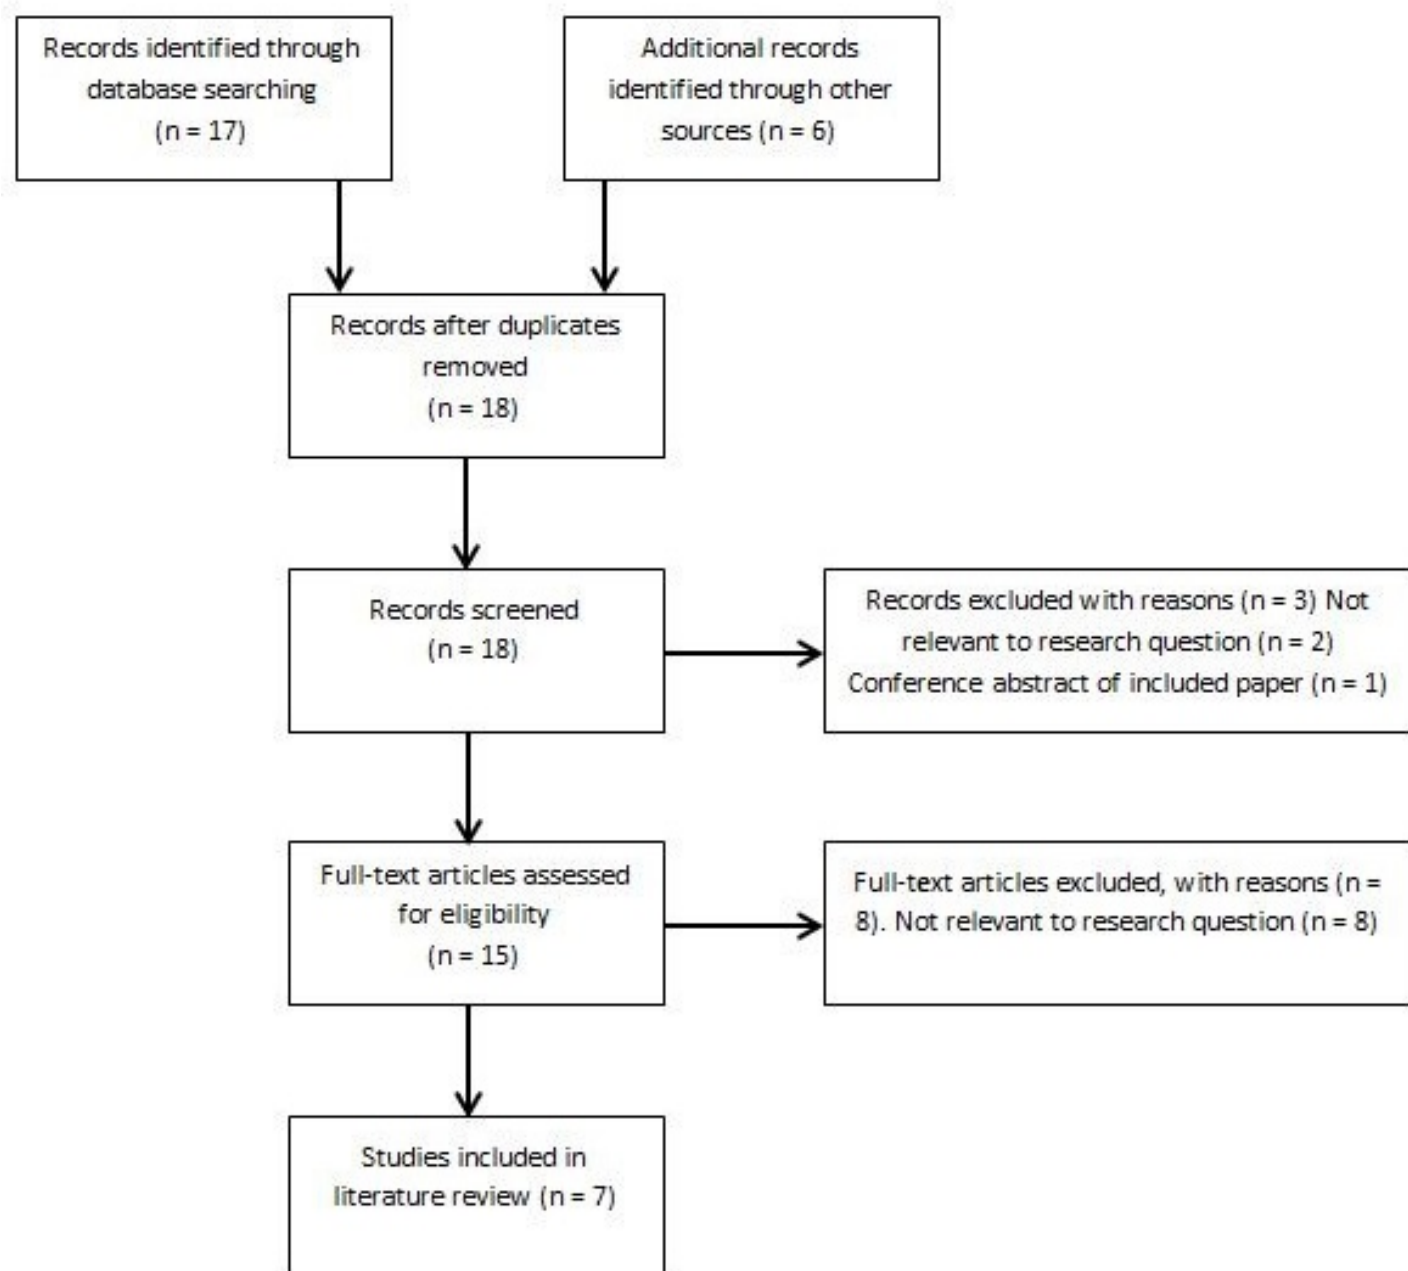 Records identified through
database searching
(n = 17)
Additional records
identified through other
sources (n = 6)
Records after duplicates
removed
(n = 18)
Records screened
(n = 18)
Records excluded with reasons (n = 3) Not
relevant to research question (n = 2)
Conference abstract of included paper (n = 1)
Full-text articles assessed
for eligibility
(n = 15)
Full-text articles excluded, with reasons (n =
8). Not relevant to research question (n = 8)
Studies included in
literature review (n = 7)